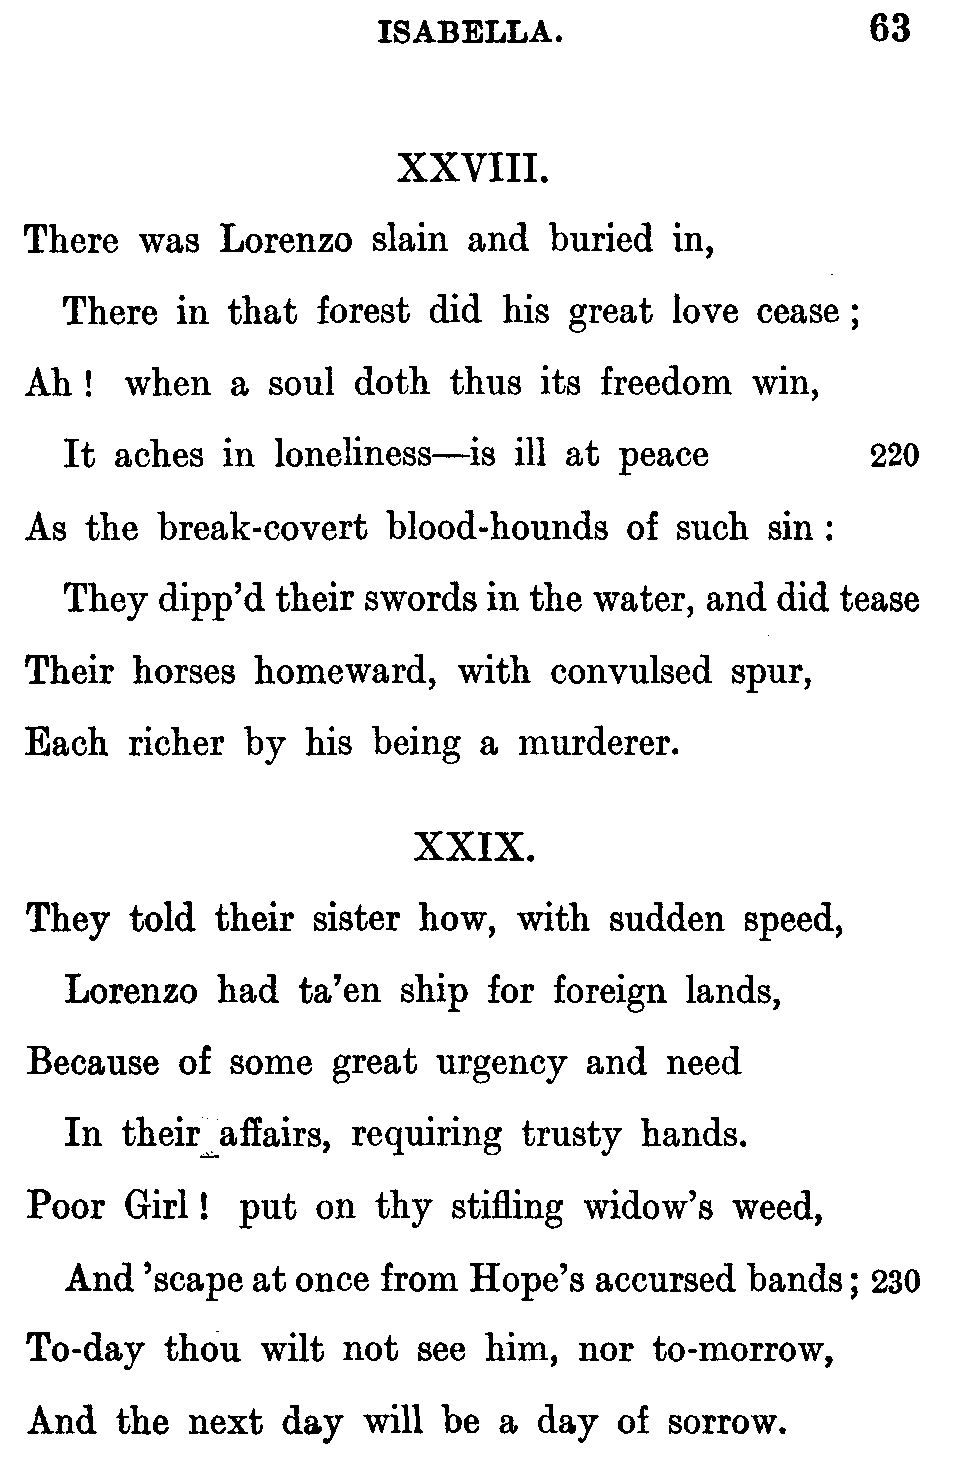 ISABELLA. 63
XXVIII.
There was Lorenzo slain and buried in,
There in that forest did his great love cease ;
Ah ! when a soul doth thus its freedom win,
It aches in loneliness—is ill at peace 220
As the break-covert blood-hounds of such sin :
They dipp’d their swords in the water, and did tease
Their horses homeward, with convulsed spur,
Each richer by his being a murderer.
XXIX.
They told their sister how, with sudden speed,
Lorenzo had ta’en ship for foreign lands,
Because of some great urgency and need
In their affairs, requiring trusty hands.
Poor Girl ! put on thy stifling widow’s weed,
And ’scape at once from Hope’s accursed bands ; 230
To-day thou wilt not see him, nor to-morrow,
And the next day will be a day of sorrow.